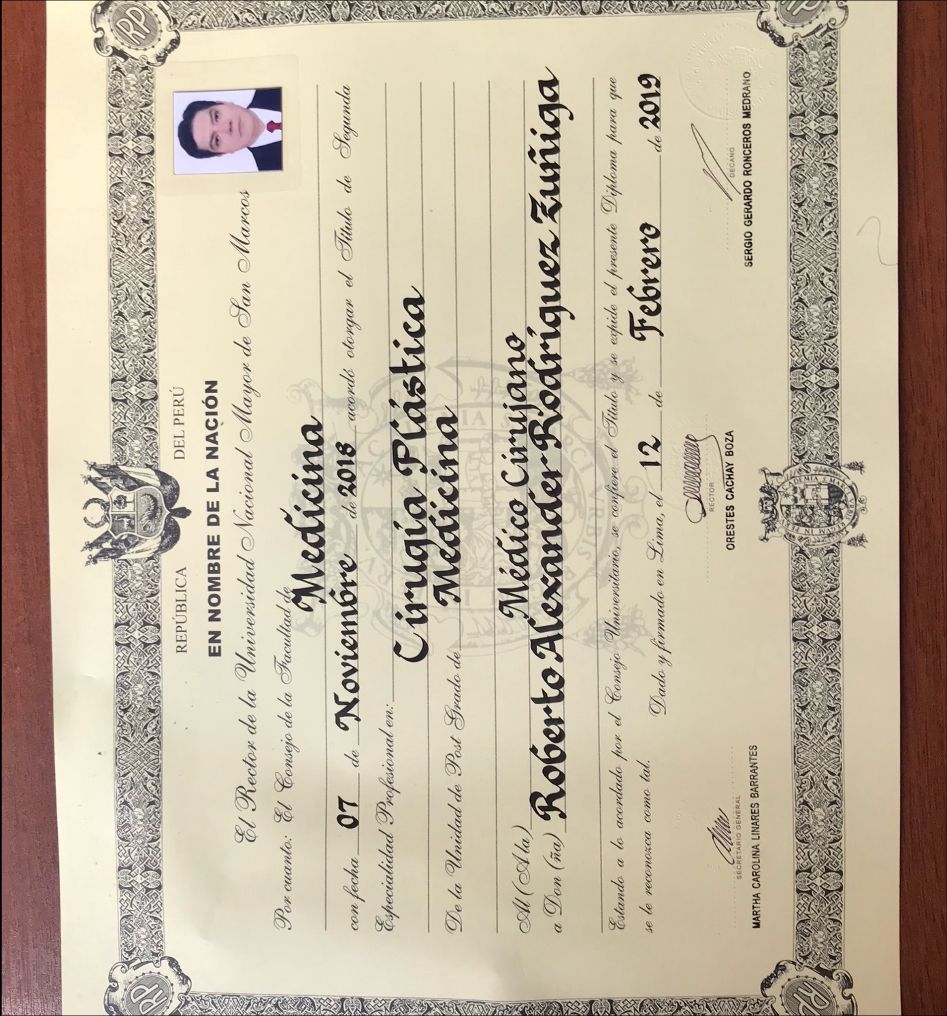 REPÚBLICA DEL PERÚ
EN NOMBRE DE LA NACIÓN
El Rector de la Universidad Nacional Mayor de San Marcos
Por cuanto: El Consejo de la Facultad de Medicina
con fecha 07 de Noviembre de 2018 acordó otorgar el Título de Segunda
Especialidad Profesional en: Cirugía Plástica
De la Unidad de Post Grado de Medicina
Al (A la) Médico Cirujano
a Don (ña) Roberto Alexander Rodríguez Zuñiga
Estando a lo acordado por el Consejo Universitario, se confiere el Título y se expide el presente Diploma para que
se le reconozca como tal.
Dado y firmado en Lima, el 12 de Febrero de 2019
SECRETARIO GENERAL
MARTHA CAROLINA LINARES BARRANTES
RECTOR
ORESTES CACHAY BOZA
DECANO
SERGIO GERARDO RONCEROS MEDRANO
RP
RP
RP
RP